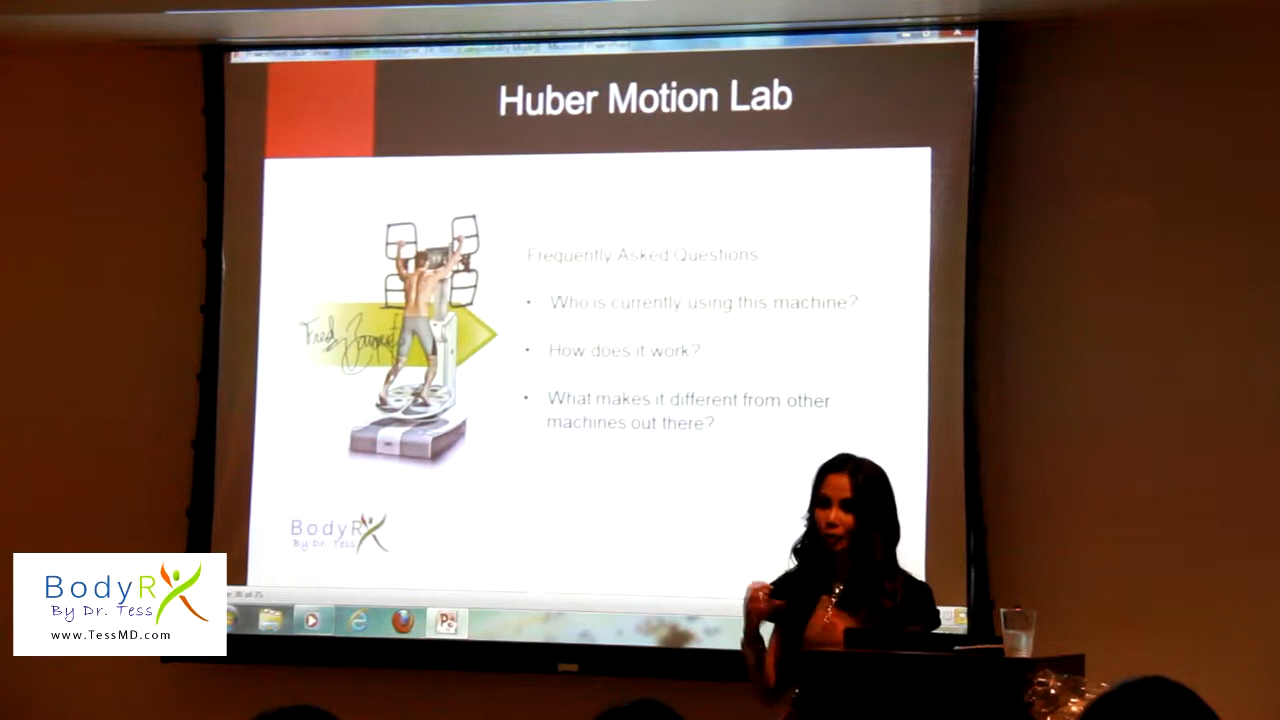 Huber Motion Lab
Frequently Asked Questions
• Who is currently using this machine?
• How does it work?
• What makes it different from other
machines out there?
BodyRX
By Dr. Tess
BodyRX
By Dr. Tess
www.TessMD.com